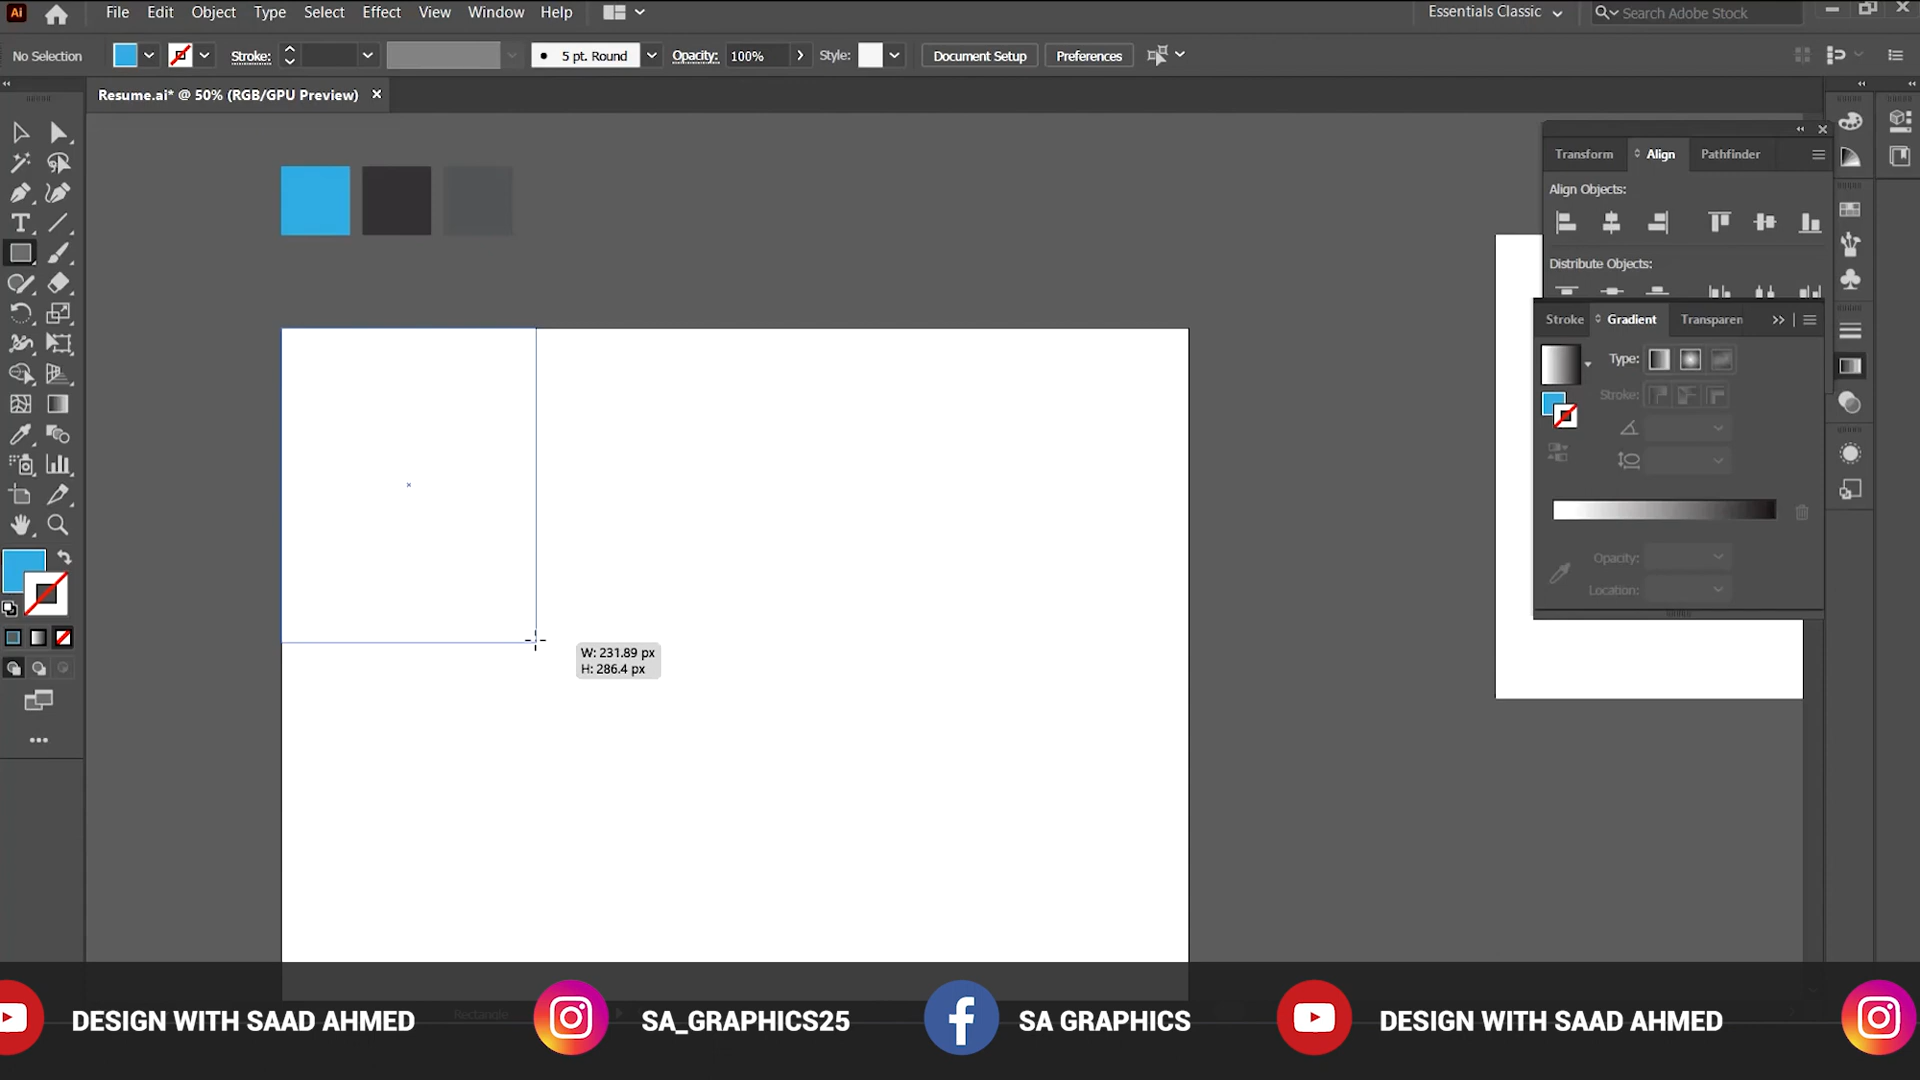 Ai File Edit Object Type Select Effect View Window Help Essentials Classic Search Adobe Stock
No Selection Stroke: 5 pt. Round Opacity: 100% Style: Document Setup Preferences
Resume.ai* @ 50% (RGB/GPU Preview)
Transform Align Pathfinder
Align Objects:
Distribute Objects:
Stroke Gradient Transparen
Type:
Stroke:
Opacity:
Location:
W: 231.89 px
H: 286.4 px
Rectangle
DESIGN WITH SAAD AHMED SA_GRAPHICS25 SA GRAPHICS DESIGN WITH SAAD AHMED